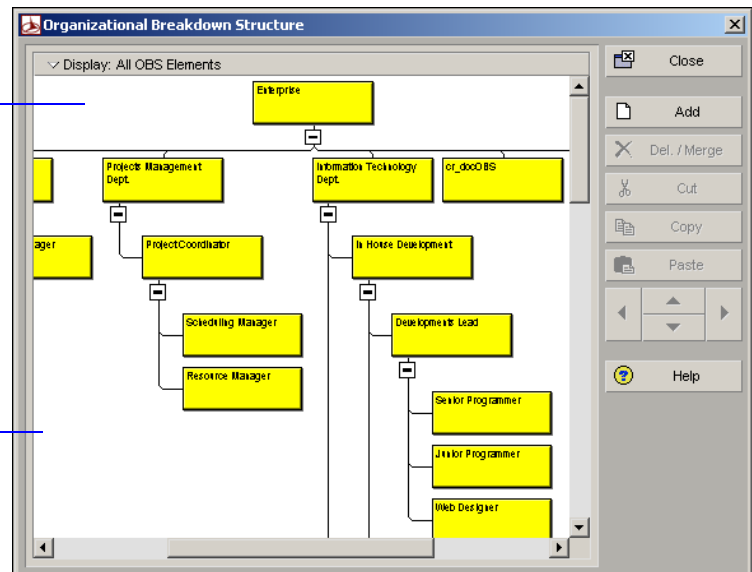 Organizational Breakdown Structure
Display: All OBS Elements
Close
Add
Del. / Merge
Cut
Copy
Paste
Help
Enterprise
Projects Management
Dept.
Information Technology
Dept.
cr_docOBS
ager
Project Coordinator
In House Development
Scheduling Manager
Developments Lead
Resource Manager
Senior Programmer
Junior Programmer
Web Designer